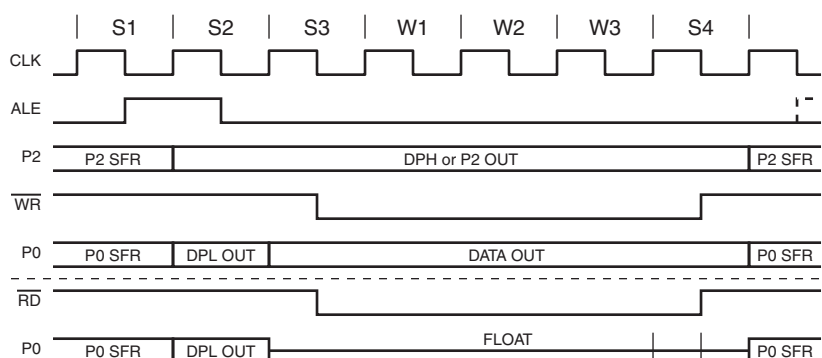 S1 S2 S3 W1 W2 W3 S4
CLK
ALE
P2 P2 SFR DPH or P2 OUT P2 SFR
WR
P0 P0 SFR DPL OUT DATA OUT P0 SFR
RD
FLOAT
P0 P0 SFR DPL OUT P0 SFR